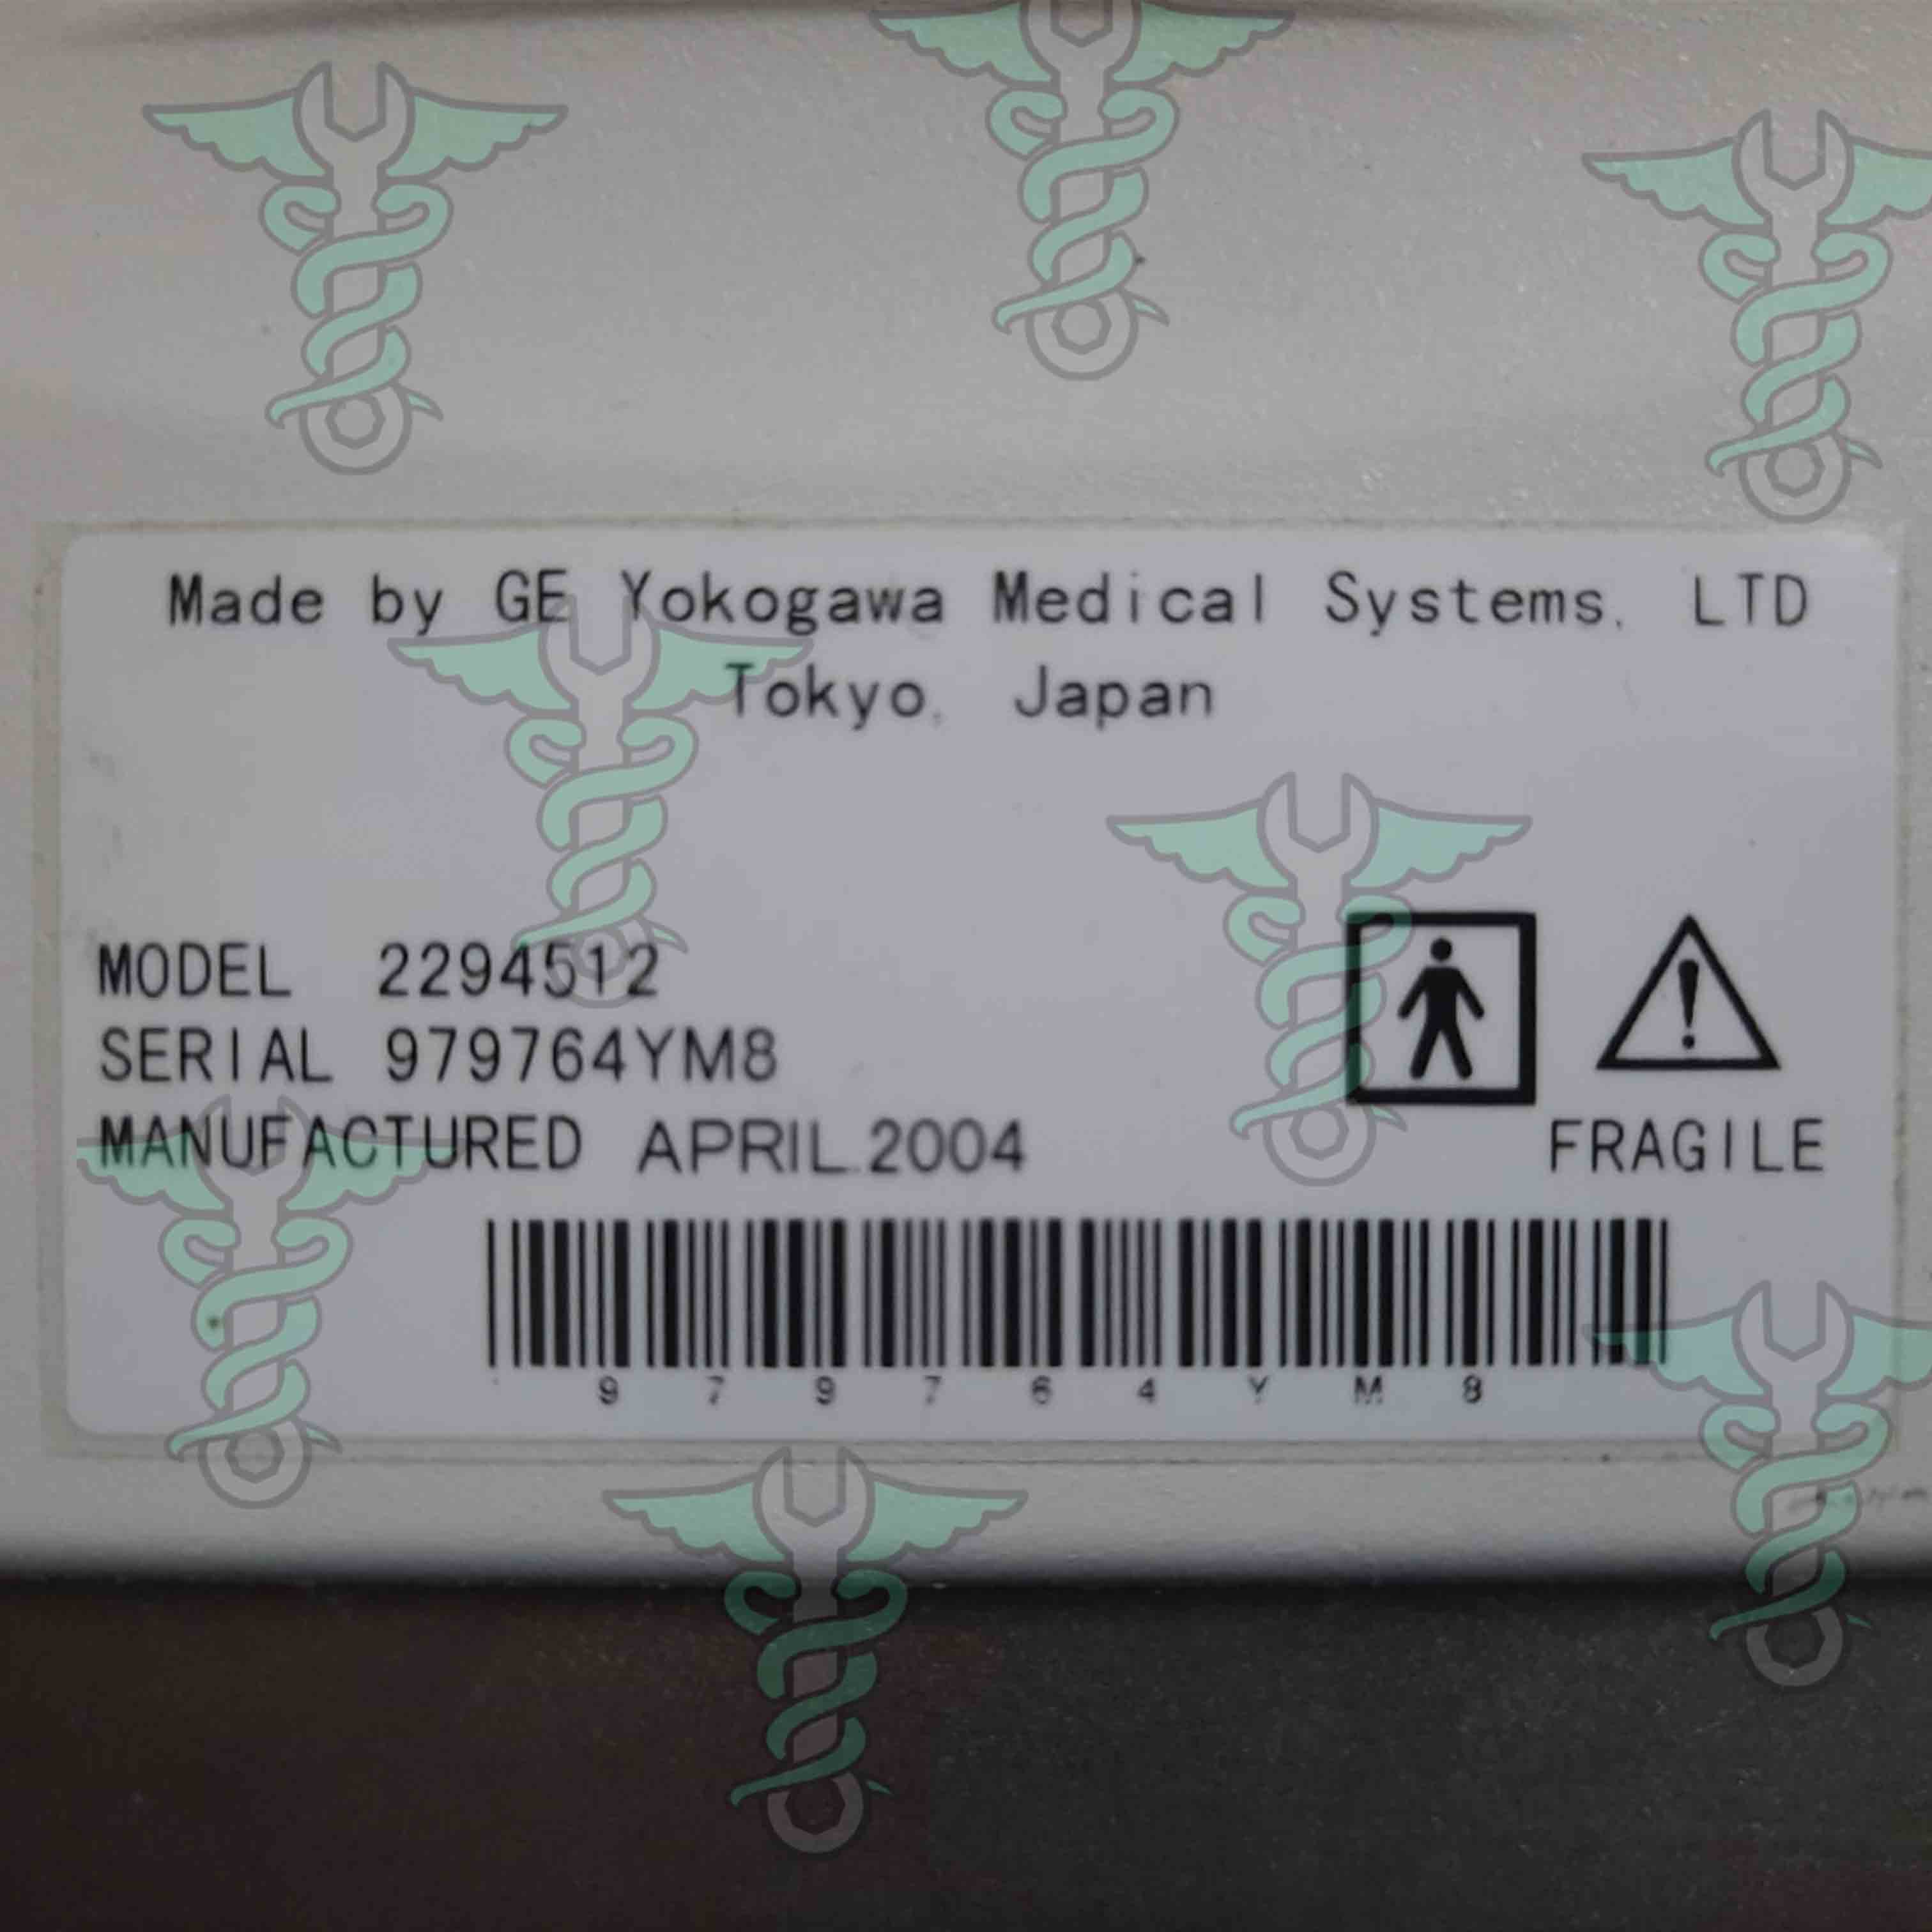 Made by GE Yokogawa Medical Systems, LTD
Tokyo, Japan
MODEL 2294512
SERIAL 979764YM8
MANUFACTURED APRIL.2004
FRAGILE
9 7 9 7 6 4 Y M 8